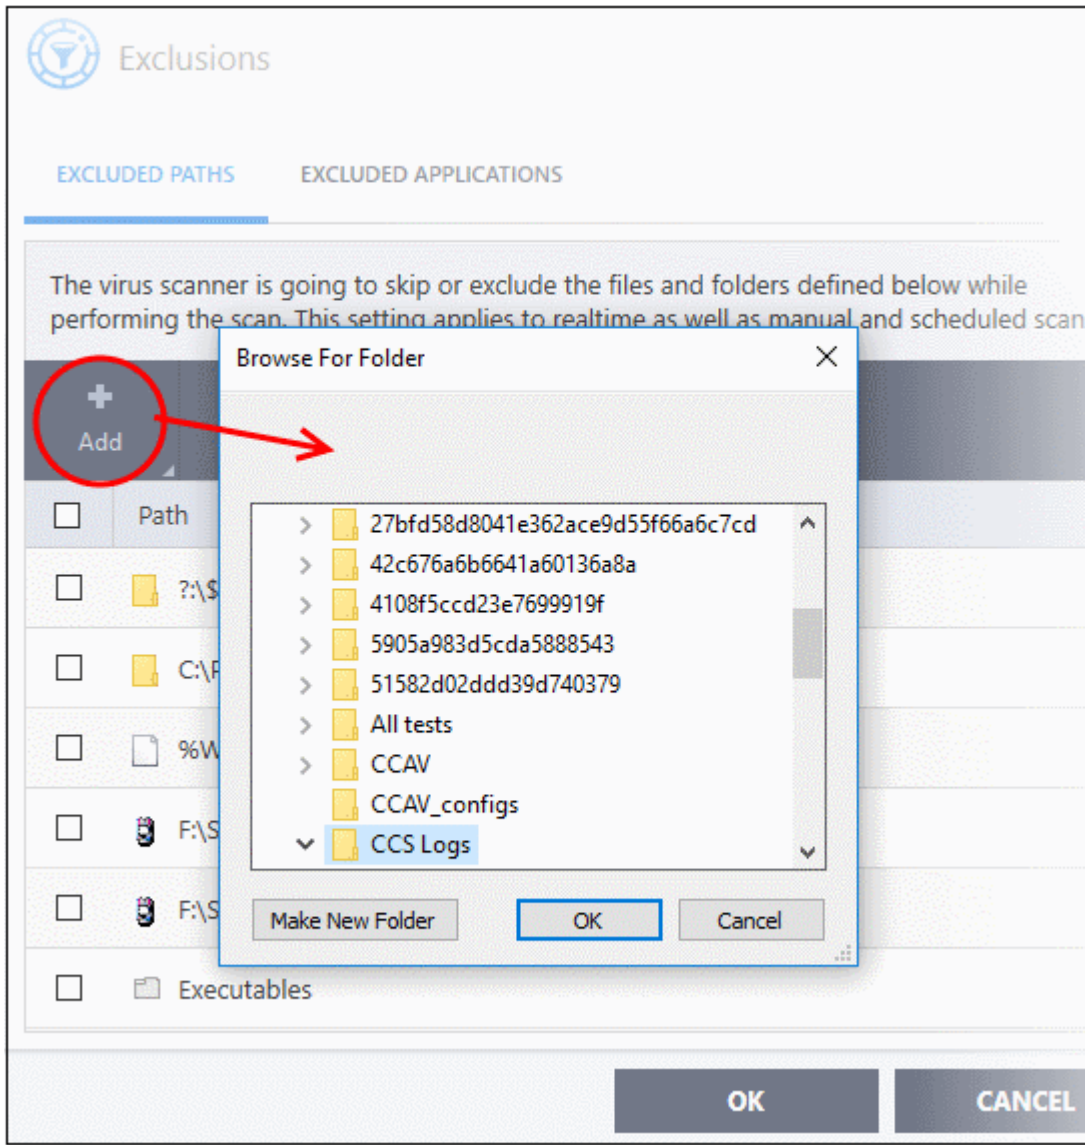 Exclusions
EXCLUDED PATHS EXCLUDED APPLICATIONS
The virus scanner is going to skip or exclude the files and folders defined below while
performing the scan. This setting applies to realtime as well as manual and scheduled scan
Browse For Folder
Add
Path
27bfd58d8041e362ace9d55f66a6c7cd
42c676a6b6641a60136a8a
4108f5ccd23e7699919f
?:\$
5905a983d5cda5888543
C:\P
51582d02ddd39d740379
All tests
%W
CCAV
CCAV_configs
F:\S
CCS Logs
F:\S
Make New Folder OK Cancel
Executables
OK CANCEL